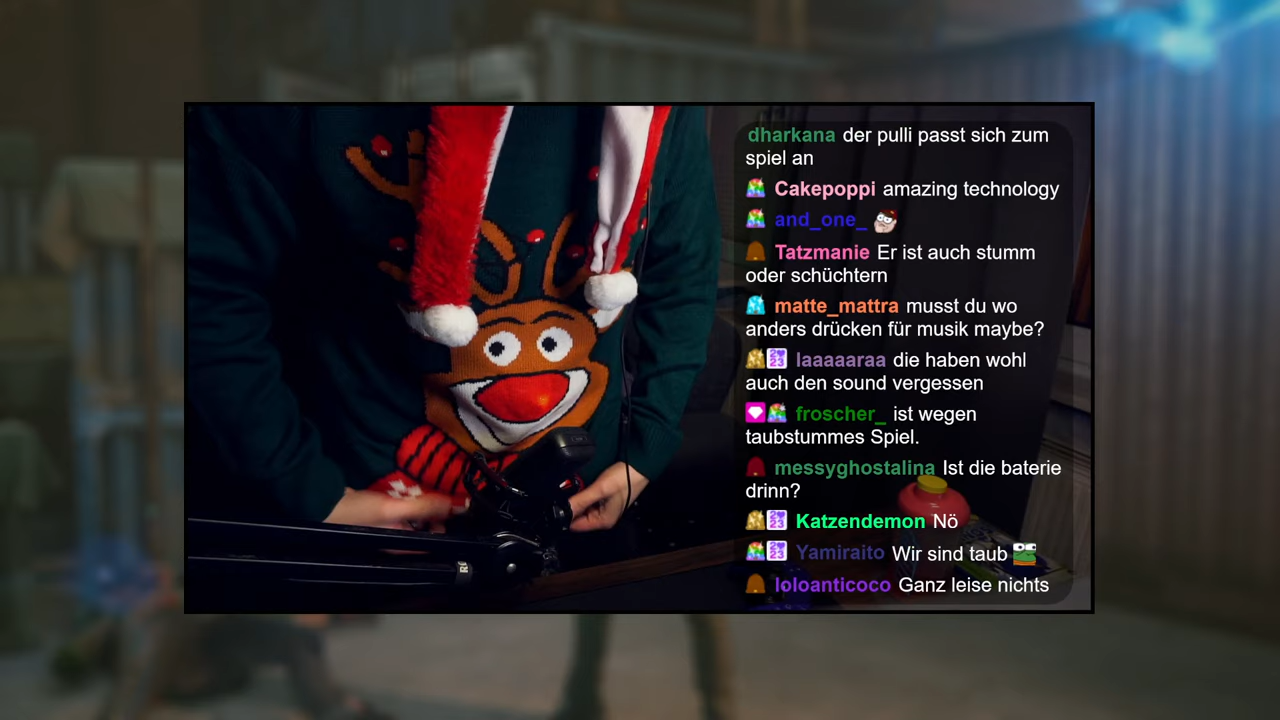 dharkana der pulli passt sich zum
spiel an
Cakepoppi amazing technology
and_one_
Tatzmanie Er ist auch stumm
oder schüchtern
matte_mattra musst du wo
anders drücken für musik maybe?
laaaaaraa die haben wohl
auch den sound vergessen
froscher_ ist wegen
taubstummes Spiel.
messyghostalina Ist die baterie
drinn?
Katzendemon Nö
Yamiraito Wir sind taub
loloanticoco Ganz leise nichts